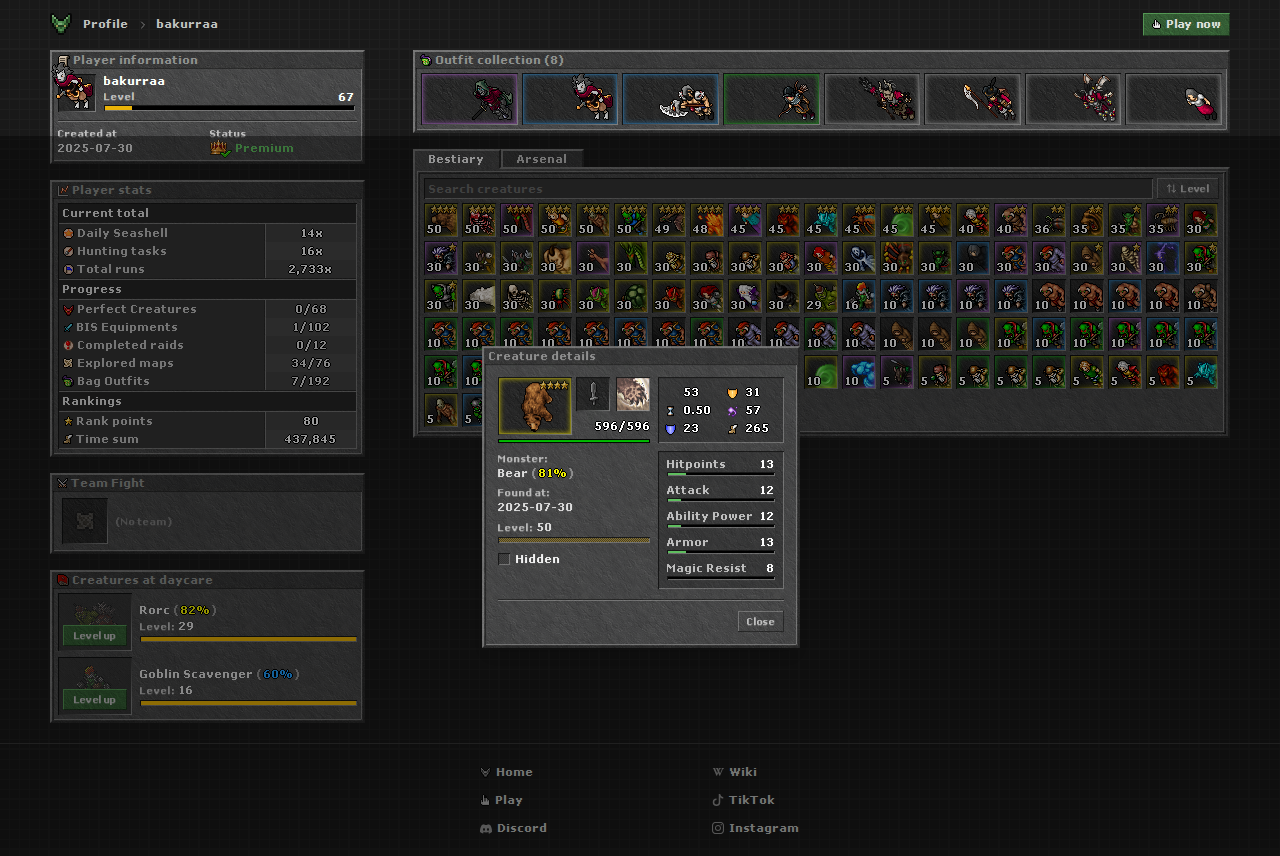 Profile > bakurraa
Play now
Player information
bakurraa
Level 67
Created at
2025-07-30
Status
Premium
Outfit collection (8)
Bestiary
Arsenal
Search creatures
Level
50 50 50 50 50 50 49 48 45 45 45 45 45 45 40 40 36 35 35 35 30
30 30 30 30 30 30 30 30 30 30 30 30 30 30 30 30 30 30 30 30 30
30 30 30 30 30 30 30 30 30 30 29 16 10 10 10 10 10 10 10 10 10
10 10 10 10 10 10 10 10 10 10 10 10 10 10 10 10 10 10 10 10 10
10 10 10 10 5 5 5 5 5 5 5 5 5
5 5
Player stats
Current total
Daily Seashell 14x
Hunting tasks 16x
Total runs 2,733x
Progress
Perfect Creatures 0/68
BIS Equipments 1/102
Completed raids 0/12
Explored maps 34/76
Bag Outfits 7/192
Rankings
Rank points 80
Time sum 437,845
Team Fight
(No team)
Creatures at daycare
Rorc (82%)
Level: 29
Level up
Goblin Scavenger (60%)
Level: 16
Level up
Creature details
596/596
53 31
0.50 57
23 265
Monster:
Bear (81%)
Found at:
2025-07-30
Level: 50
Hidden
Hitpoints 13
Attack 12
Ability Power 12
Armor 13
Magic Resist 8
Close
Home
Wiki
Play
TikTok
Discord
Instagram